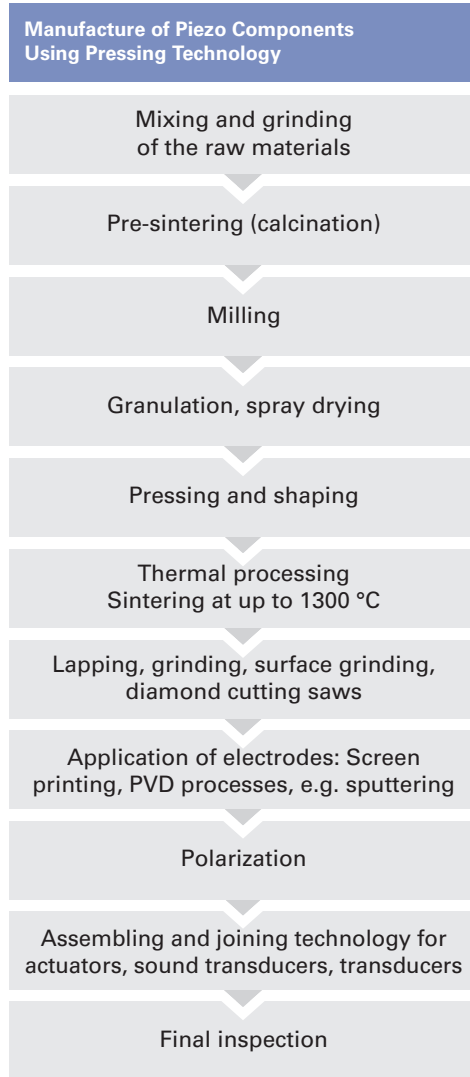 Manufacture of Piezo Components
Using Pressing Technology
Mixing and grinding
of the raw materials
Pre-sintering (calcination)
Milling
Granulation, spray drying
Pressing and shaping
Thermal processing
Sintering at up to 1300 °C
Lapping, grinding, surface grinding,
diamond cutting saws
Application of electrodes: Screen
printing, PVD processes, e.g. sputtering
Polarization
Assembling and joining technology for
actuators, sound transducers, transducers
Final inspection